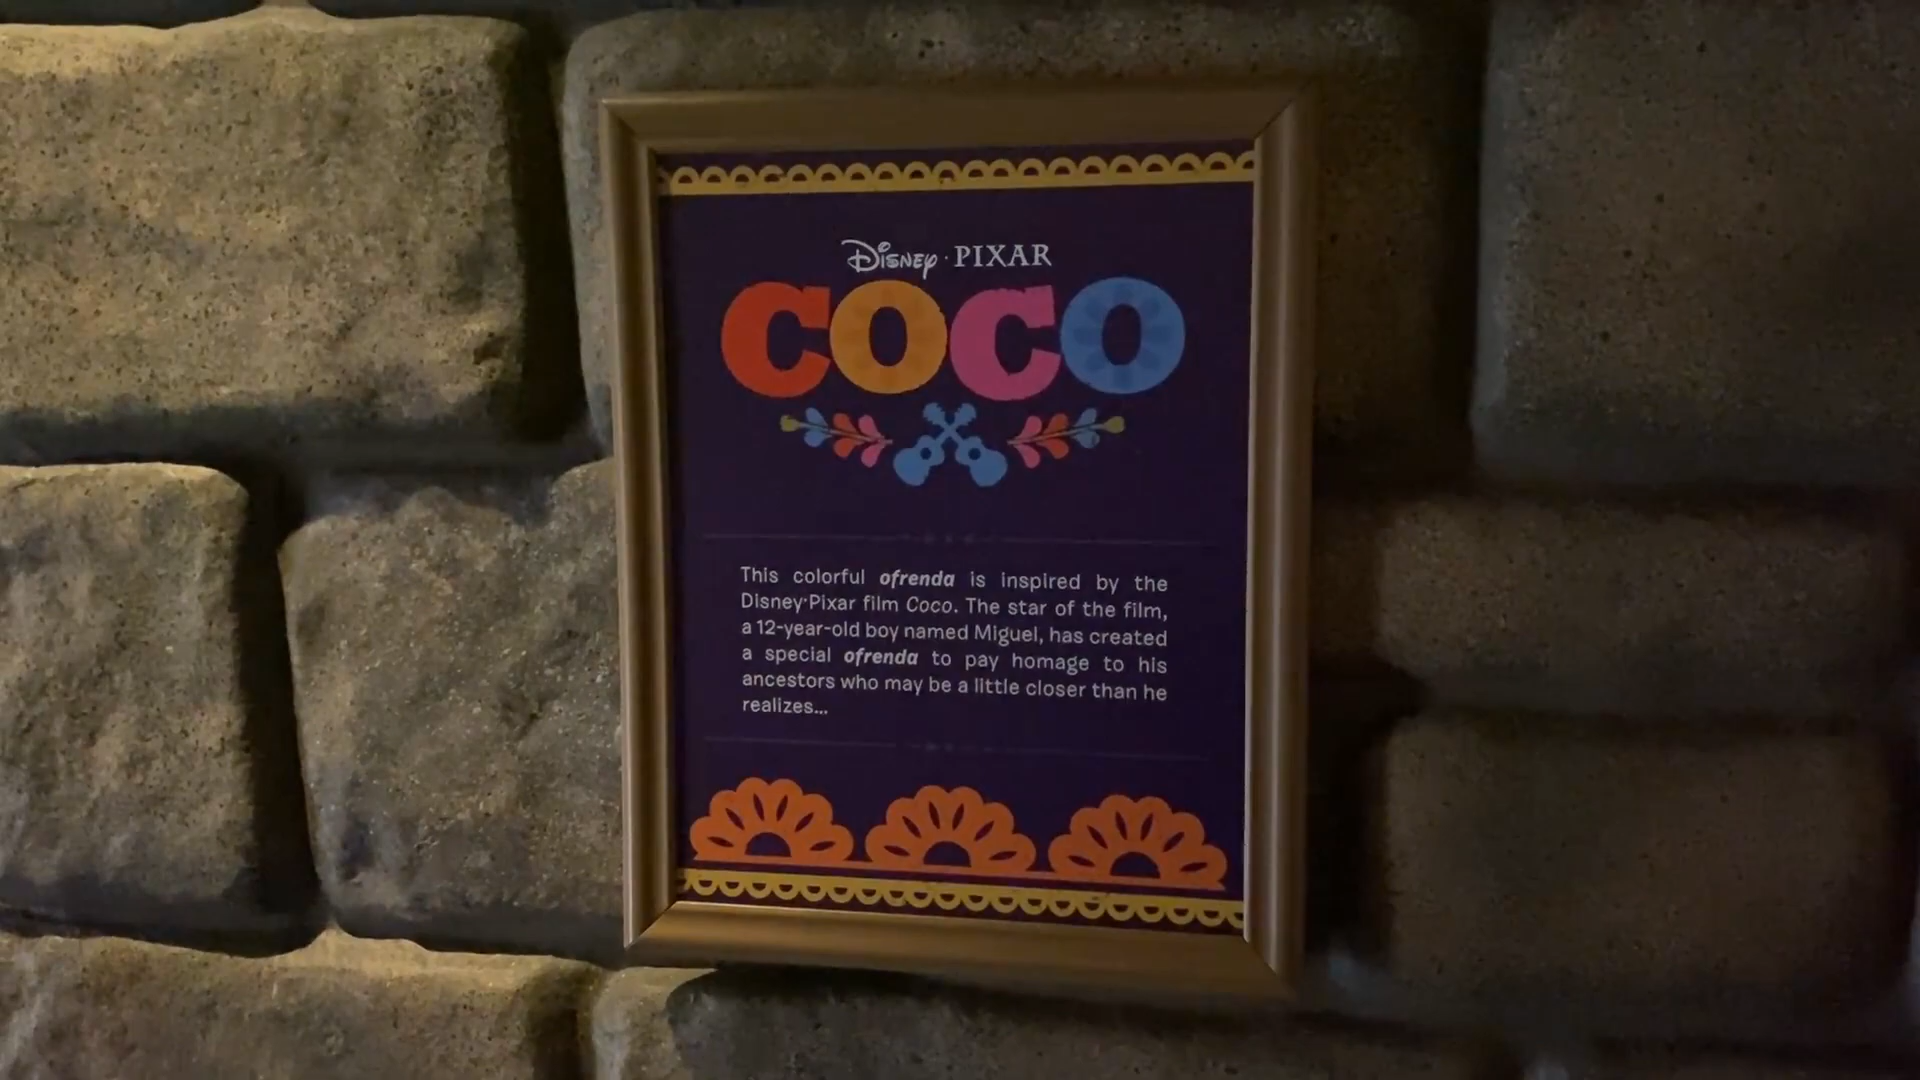 Disney·PIXAR
COCO
This colorful ofrenda is inspired by the
Disney·Pixar film Coco. The star of the film,
a 12-year-old boy named Miguel, has created
a special ofrenda to pay homage to his
ancestors who may be a little closer than he
realizes...